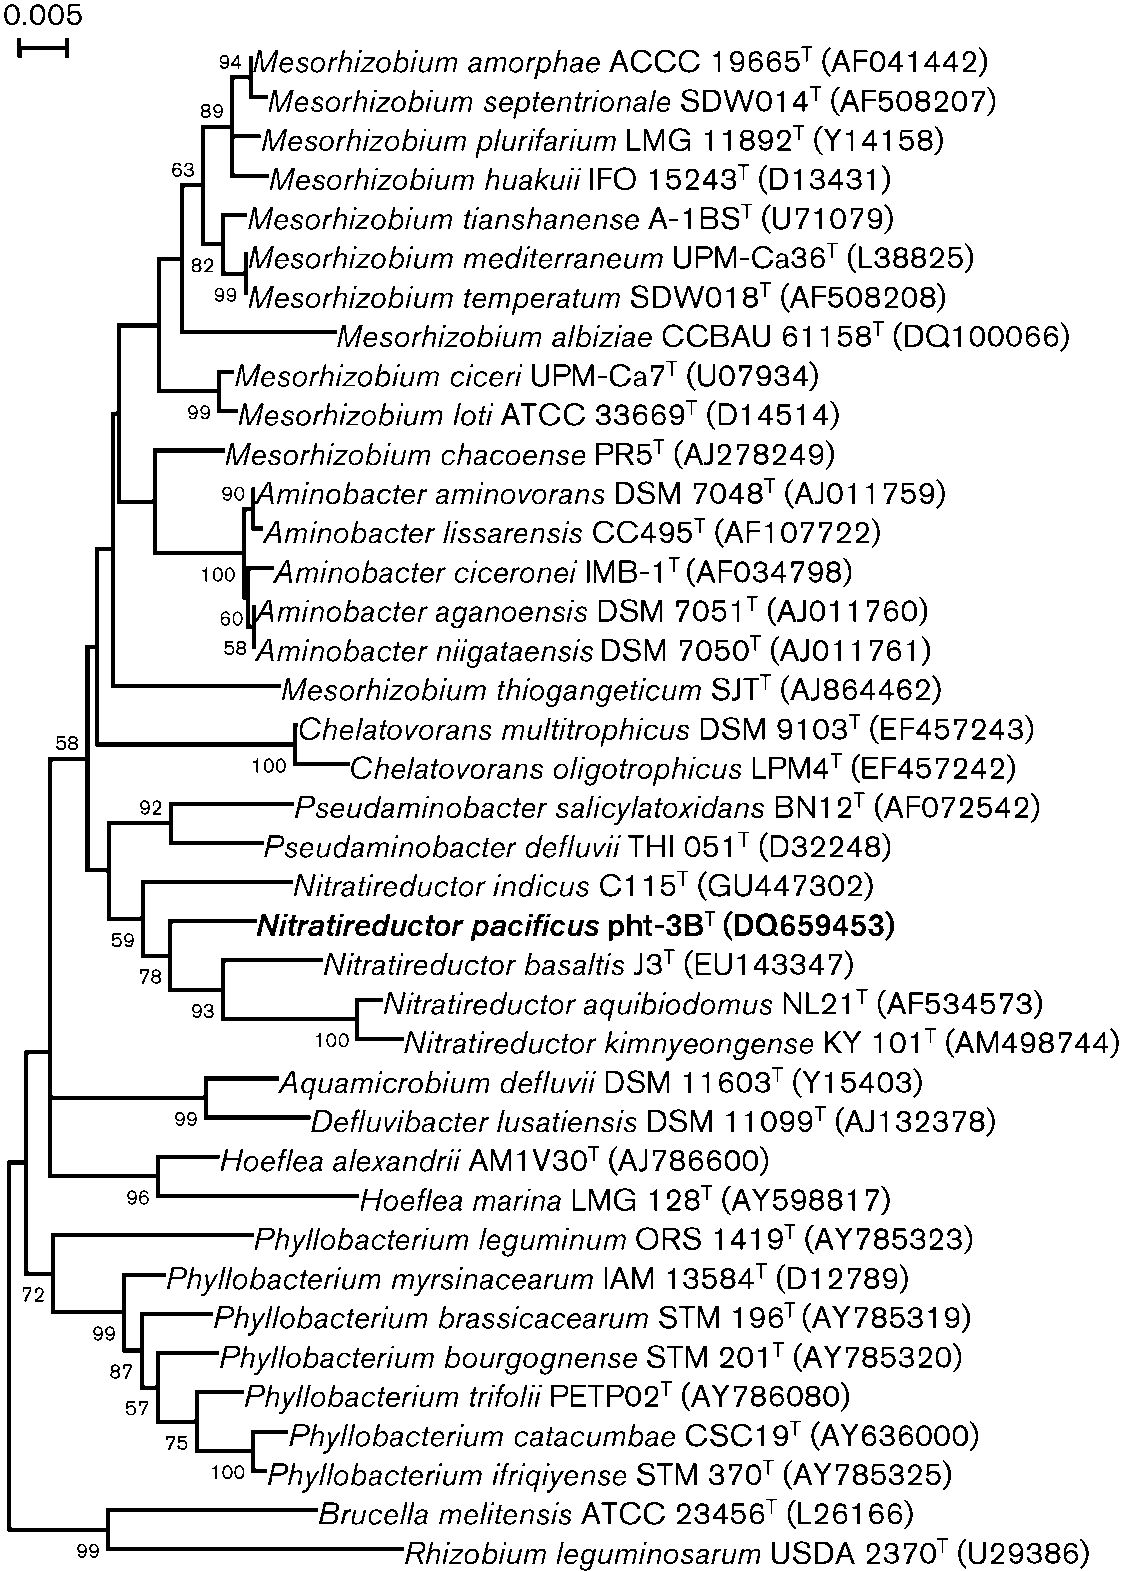 0.005
94
Mesorhizobium amorphae ACCC 19665ᵀ (AF041442)
Mesorhizobium septentrionale SDW014ᵀ (AF508207)
89
Mesorhizobium plurifarium LMG 11892ᵀ (Y14158)
63
Mesorhizobium huakuii IFO 15243ᵀ (D13431)
Mesorhizobium tianshanense A-1BSᵀ (U71079)
82
Mesorhizobium mediterraneum UPM-Ca36ᵀ (L38825)
99
Mesorhizobium temperatum SDW018ᵀ (AF508208)
Mesorhizobium albiziae CCBAU 61158ᵀ (DQ100066)
Mesorhizobium ciceri UPM-Ca7ᵀ (U07934)
99
Mesorhizobium loti ATCC 33669ᵀ (D14514)
Mesorhizobium chacoense PR5ᵀ (AJ278249)
90
Aminobacter aminovorans DSM 7048ᵀ (AJ011759)
Aminobacter lissarensis CC495ᵀ (AF107722)
100
Aminobacter ciceronei IMB-1ᵀ (AF034798)
60
Aminobacter aganoensis DSM 7051ᵀ (AJ011760)
58
Aminobacter niigataensis DSM 7050ᵀ (AJ011761)
Mesorhizobium thiogangeticum SJTᵀ (AJ864462)
Chelatovorans multitrophicus DSM 9103ᵀ (EF457243)
58
100
Chelatovorans oligotrophicus LPM4ᵀ (EF457242)
92
Pseudaminobacter salicylatoxidans BN12ᵀ (AF072542)
Pseudaminobacter defluvii THI 051ᵀ (D32248)
Nitratireductor indicus C115ᵀ (GU447302)
Nitratireductor pacificus pht-3Bᵀ (DQ659453)
59
Nitratireductor basaltis J3ᵀ (EU143347)
78
Nitratireductor aquibiodomus NL21ᵀ (AF534573)
93
100
Nitratireductor kimnyeongense KY 101ᵀ (AM498744)
Aquamicrobium defluvii DSM 11603ᵀ (Y15403)
99
Defluvibacter lusatiensis DSM 11099ᵀ (AJ132378)
Hoeflea alexandrii AM1V30ᵀ (AJ786600)
96
Hoeflea marina LMG 128ᵀ (AY598817)
Phyllobacterium leguminum ORS 1419ᵀ (AY785323)
72
Phyllobacterium myrsinacearum IAM 13584ᵀ (D12789)
99
Phyllobacterium brassicacearum STM 196ᵀ (AY785319)
87
Phyllobacterium bourgognense STM 201ᵀ (AY785320)
57
Phyllobacterium trifolii PETP02ᵀ (AY786080)
75
Phyllobacterium catacumbae CSC19ᵀ (AY636000)
100
Phyllobacterium ifriqiyense STM 370ᵀ (AY785325)
Brucella melitensis ATCC 23456ᵀ (L26166)
99
Rhizobium leguminosarum USDA 2370ᵀ (U29386)